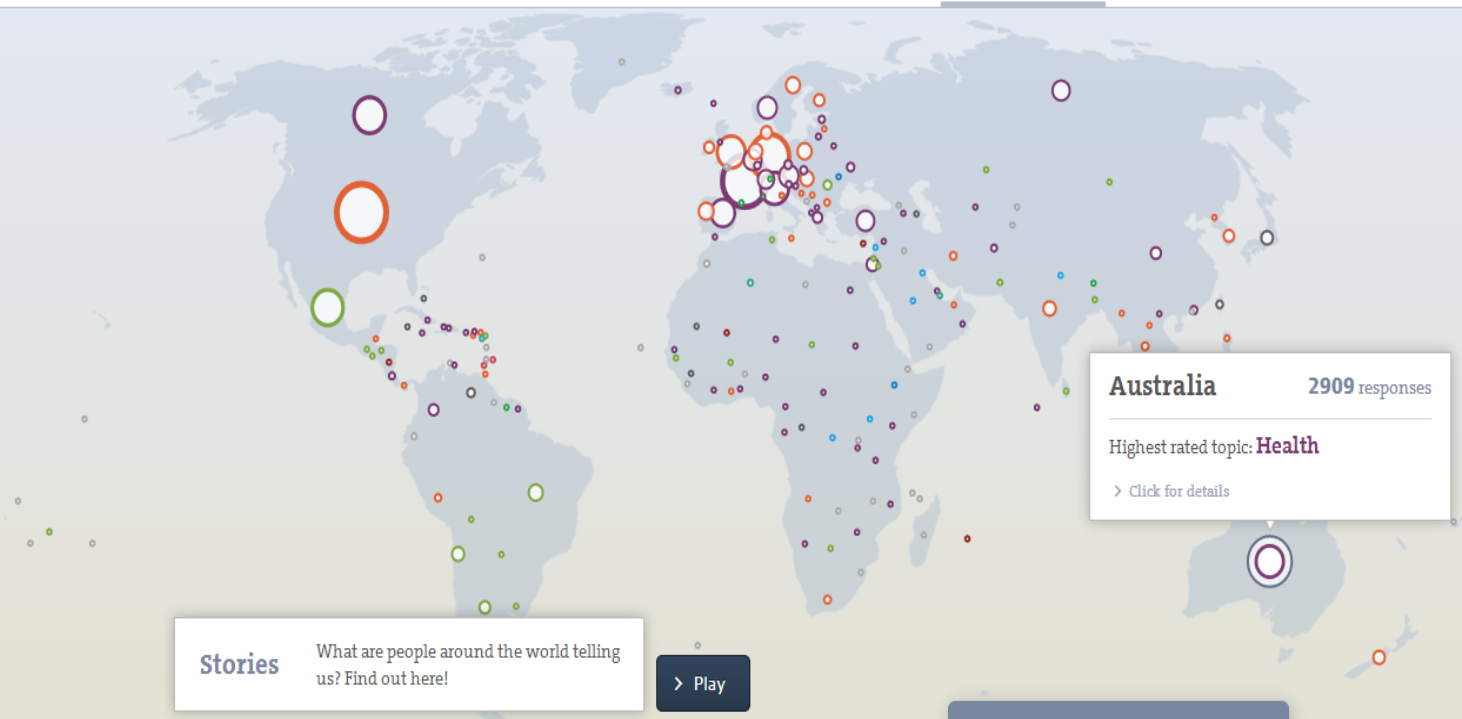 Australia 2909 responses
Highest rated topic: Health
> Click for details
Stories
What are people around the world telling
us? Find out here!
> Play